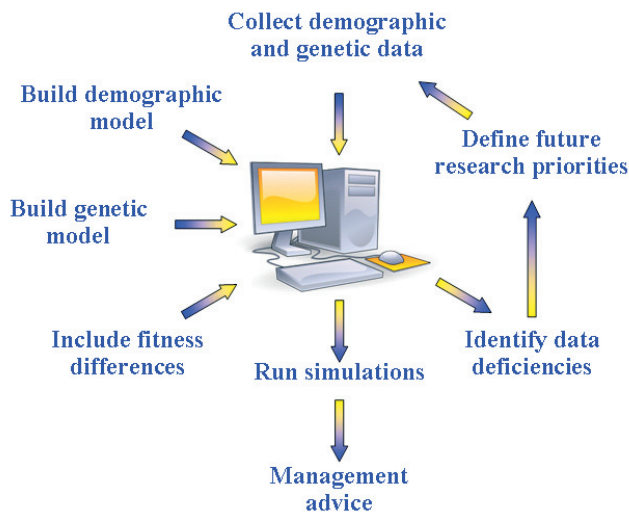 Collect demographic
and genetic data
Build demographic
model
Define future
research priorities
Build genetic
model
Include fitness
differences
Run simulations
Identify data
deficiencies
Management
advice